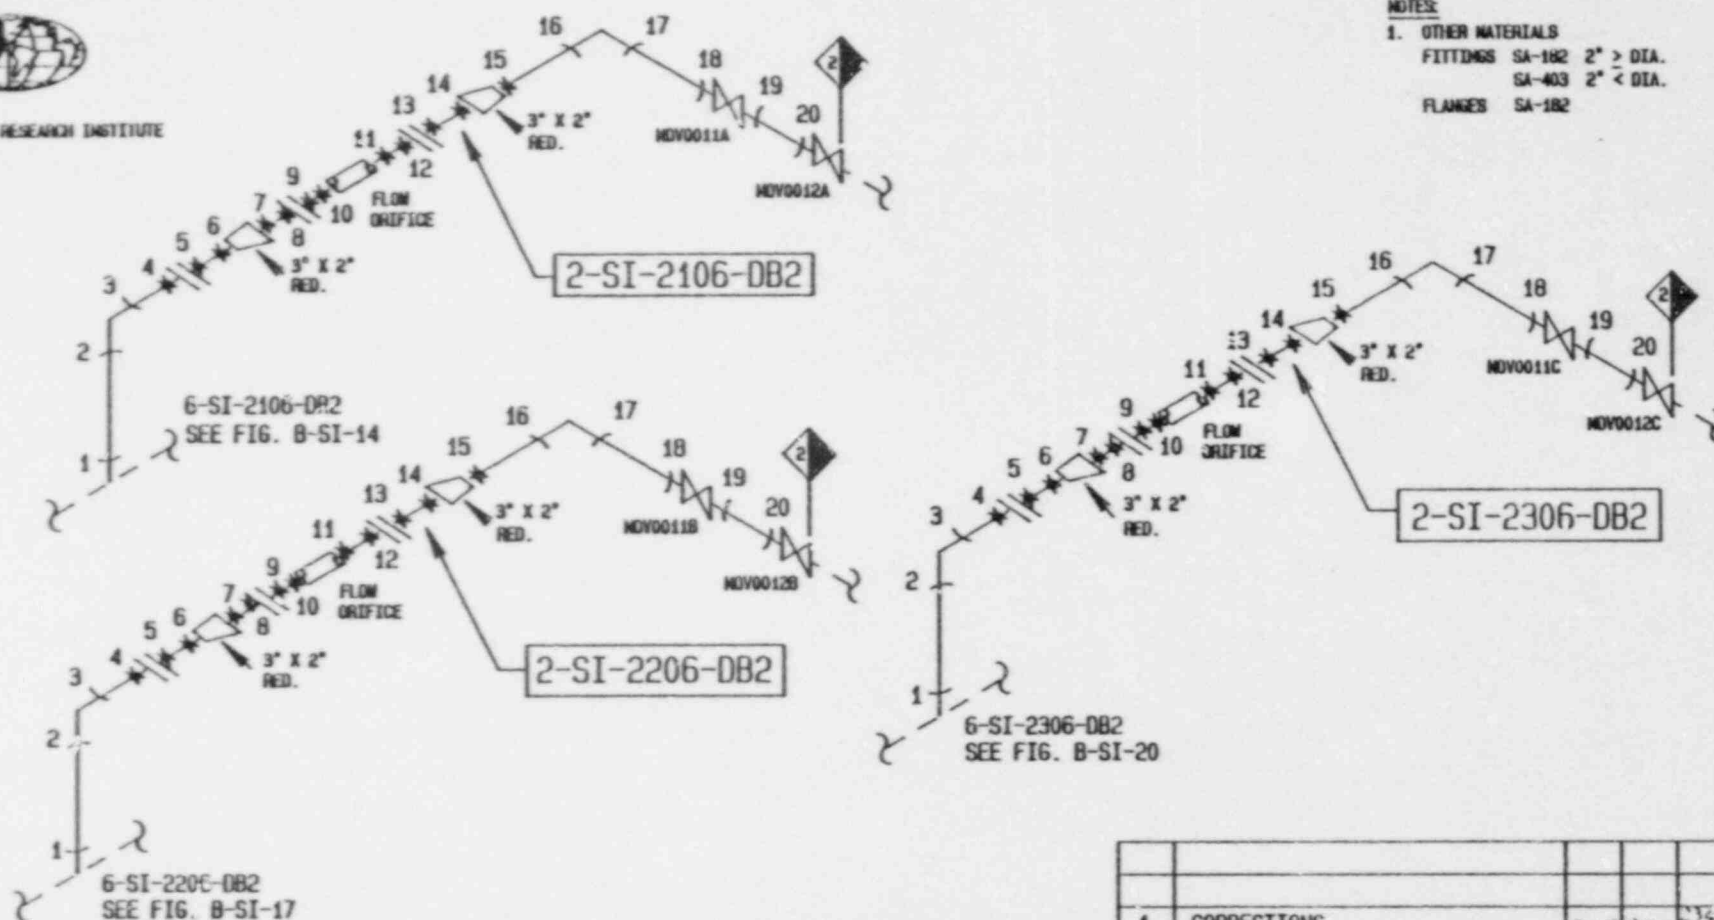 RESEARCH INSTITUTE
NOTES:
1. OTHER MATERIALS
FITTINGS SA-182 2" ≥ DIA.
SA-403 2" < DIA.
FLANGES SA-182
1
2
3
4
5
6
7
8
9
10
11
12
13
14
15
16
17
18
19
20
2
3" X 2"
RED.
FLOW
ORIFICE
3" X 2"
RED.
MOV0011A
MOV0012A
2-SI-2106-DB2
6-SI-2106-DB2
SEE FIG. B-SI-14
1
2
3
4
5
6
7
8
9
10
11
12
13
14
15
16
17
18
19
20
2
3" X 2"
RED.
FLOW
ORIFICE
3" X 2"
RED.
MOV0011B
MOV0012B
2-SI-2206-DB2
6-SI-2206-DB2
SEE FIG. B-SI-17
1
2
3
4
5
6
7
8
9
10
11
12
13
14
15
16
17
18
19
20
2
3" X 2"
RED.
FLOW
ORIFICE
3" X 2"
RED.
MOV0011C
MOV0012C
2-SI-2306-DB2
6-SI-2306-DB2
SEE FIG. B-SI-20
CORRECTIONS